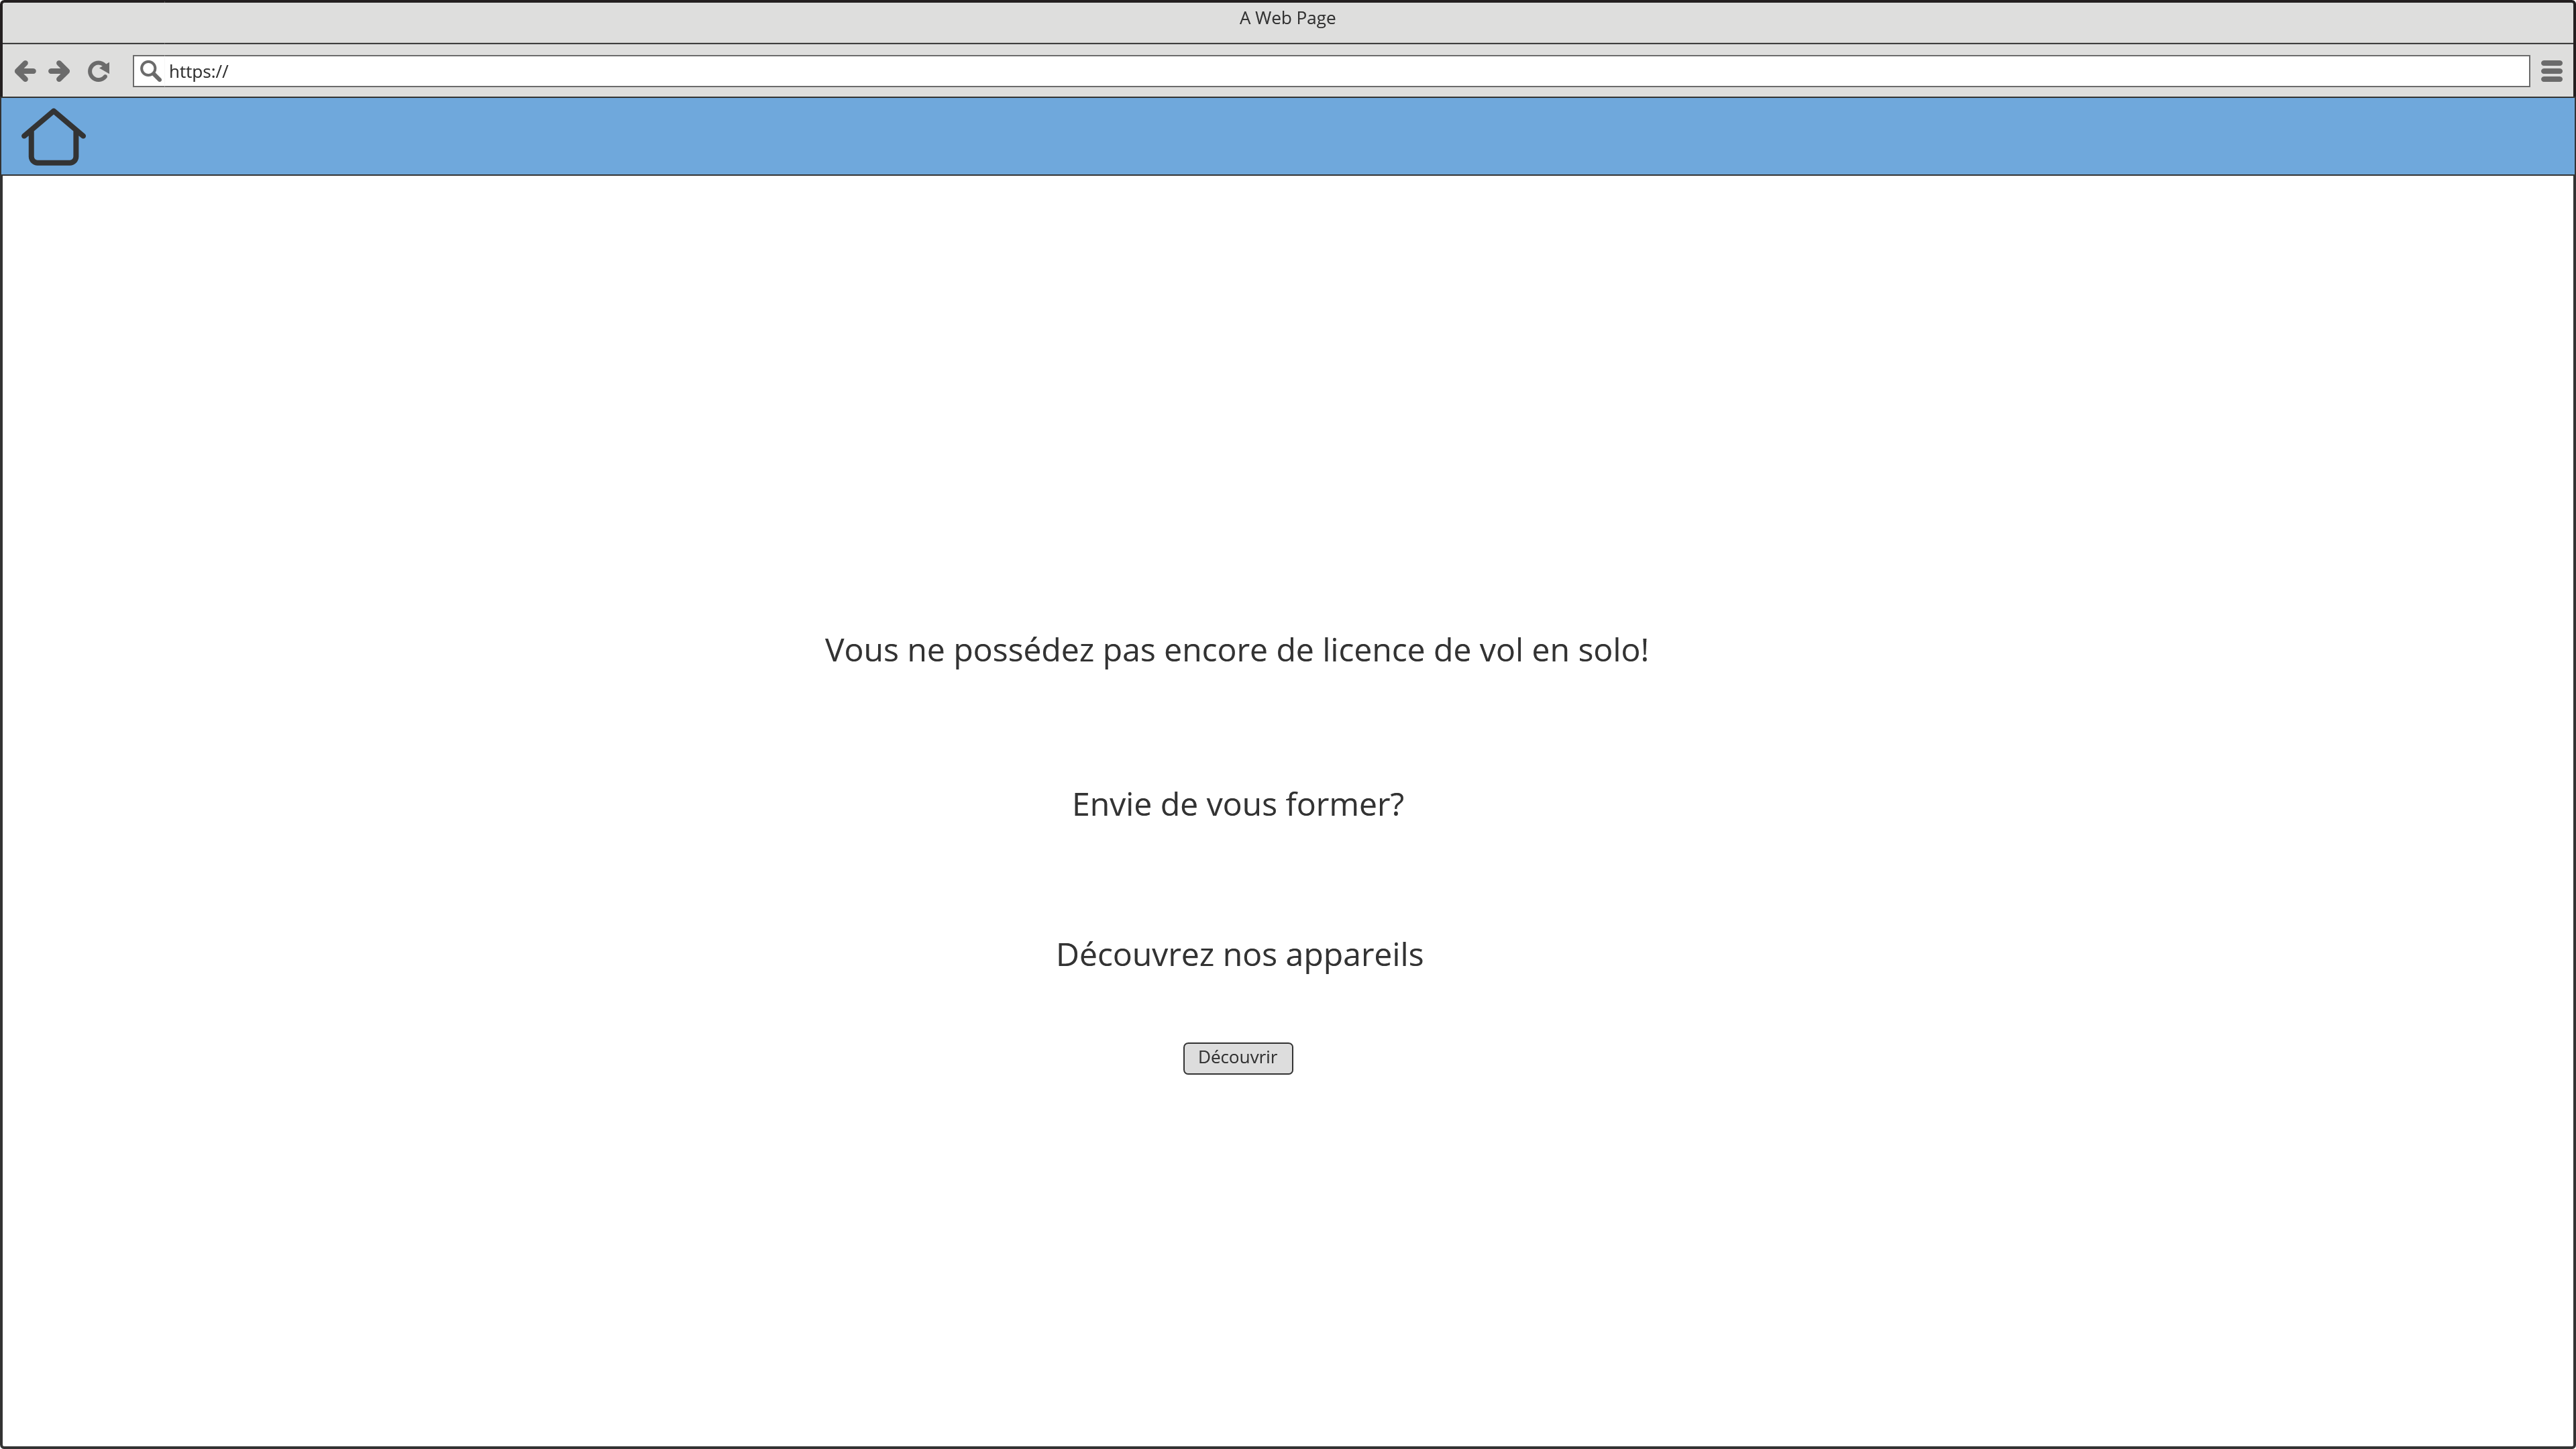 A Web Page
https://
Vous ne possédez pas encore de licence de vol en solo!
Envie de vous former?
Découvrez nos appareils
Découvrir